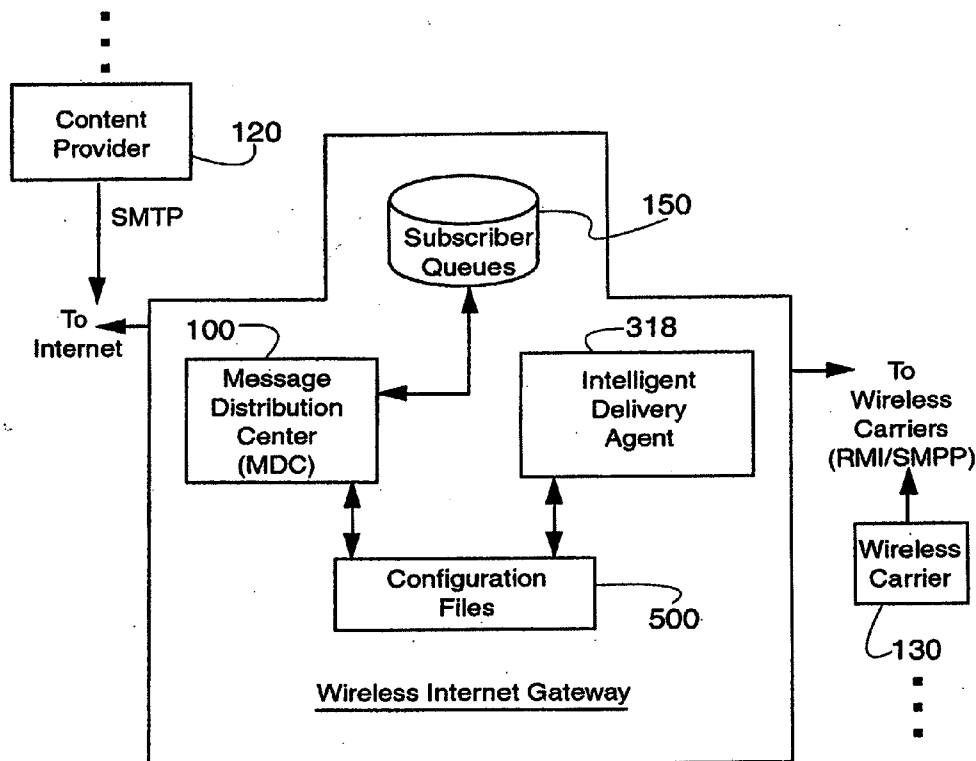 Content
Provider
120
SMTP
To
Internet
150
Subscriber
Queues
100
Message
Distribution
Center
(MDC)
318
Intelligent
Delivery
Agent
To
Wireless
Carriers
(RMI/SMPP)
Wireless
Carrier
130
Configuration
Files
500
Wireless Internet Gateway